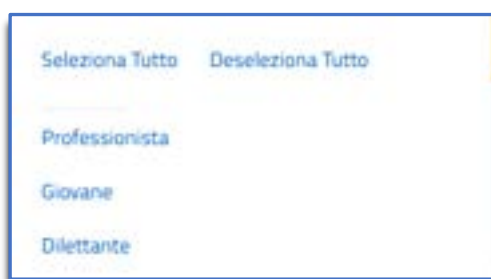 Seleziona Tutto Deseleziona Tutto
Professionista
Giovane
Dilettante